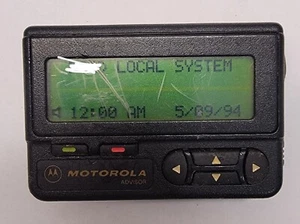 LOCAL SYSTEM
12:00 AM 5/09/94
MOTOROLA
ADVISOR